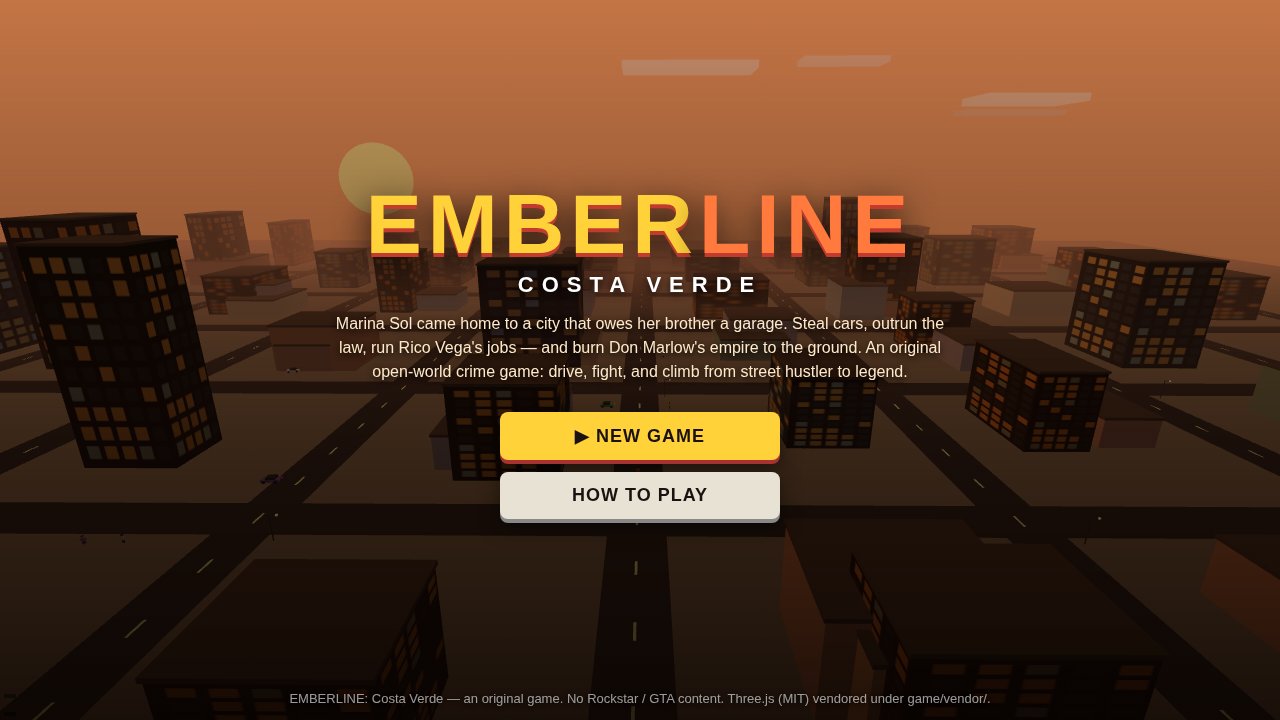 EMBERLINE
COSTA VERDE
Marina Sol came home to a city that owes her brother a garage. Steal cars, outrun the
law, run Rico Vega's jobs — and burn Don Marlow's empire to the ground. An original
open-world crime game: drive, fight, and climb from street hustler to legend.
▶ NEW GAME
HOW TO PLAY
EMBERLINE: Costa Verde — an original game. No Rockstar / GTA content. Three.js (MIT) vendored under game/vendor/.